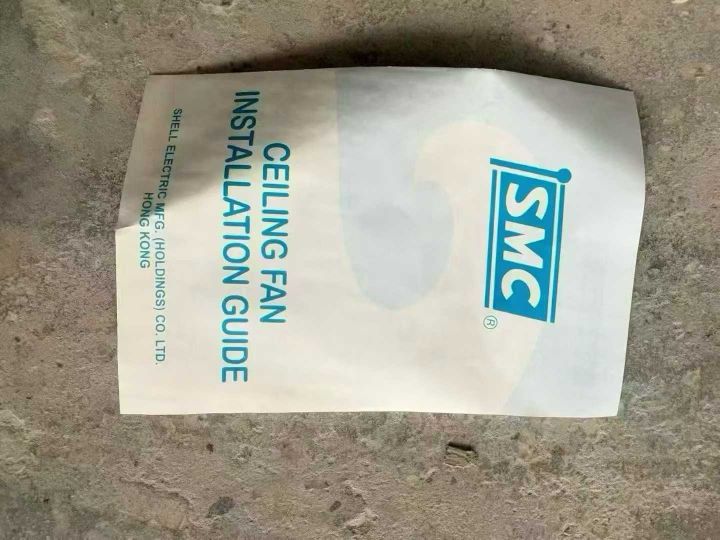 SMC
®
CEILING FAN
INSTALLATION GUIDE
SHELL ELECTRIC MFG. (HOLDINGS) CO. LTD.
HONG KONG